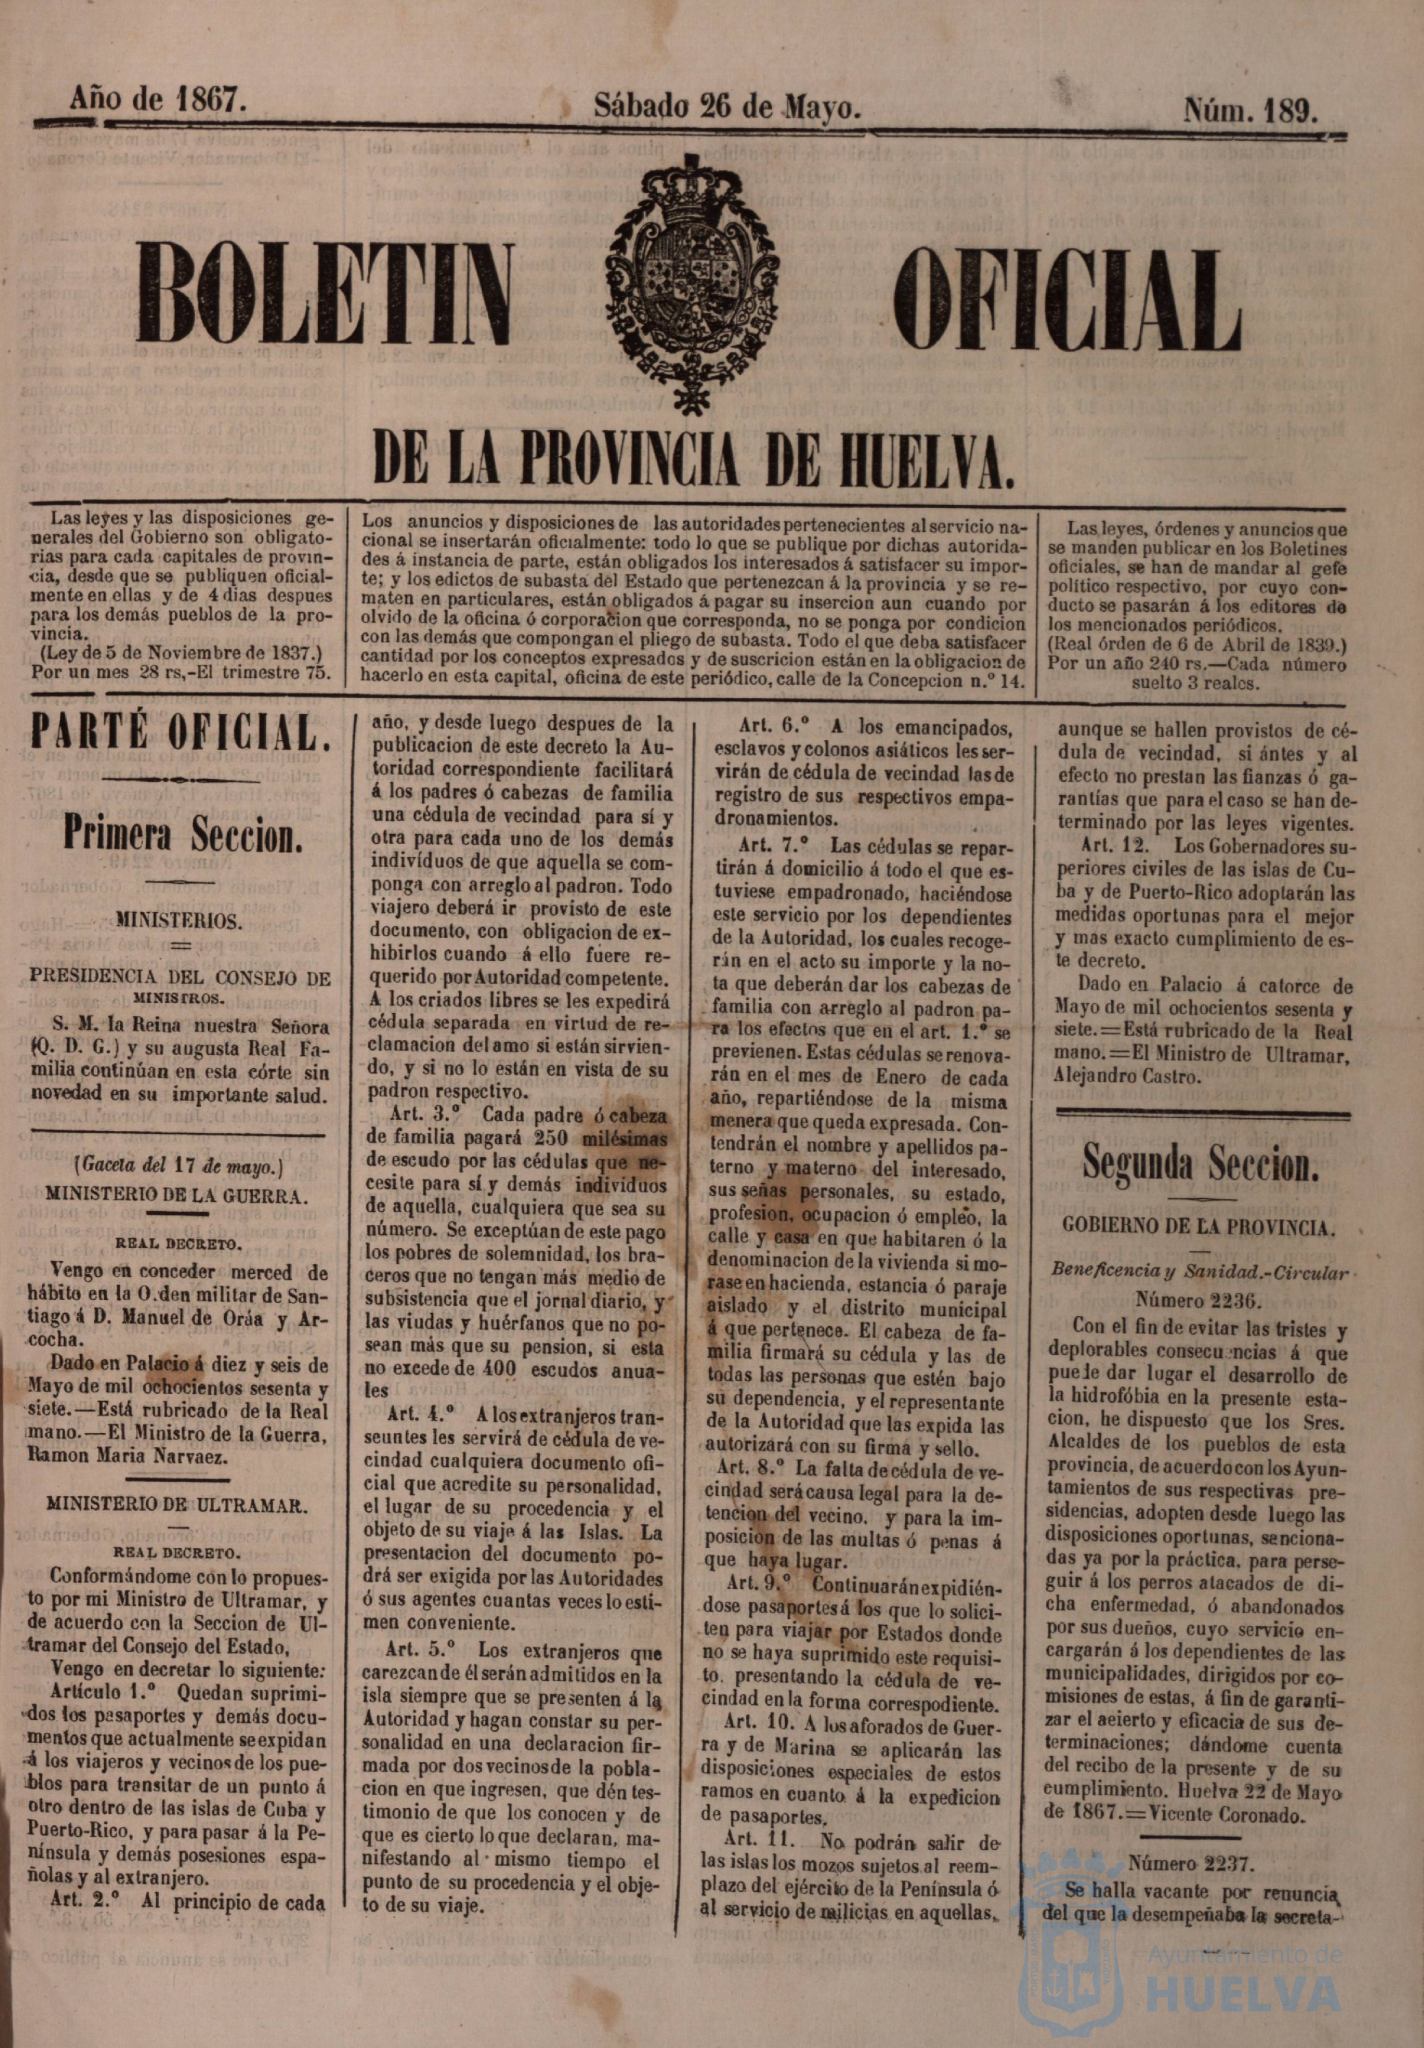 Año de 1867.
Sábado 26 de Mayo.
Núm. 189.
BOLETIN OFICIAL
DE LA PROVINCIA DE HUELVA.
Las leyes y las disposiciones ge-
nerales del Gobierno son obligato-
rias para cada capitales de provin-
cia, desde que se publiquen oficial-
mente en ellas y de 4 dias despues
para los demás pueblos de la pro-
vincia.
(Ley de 5 de Noviembre de 1837.)
Por un mes 28 rs,-El trimestre 75.
Los anuncios y disposiciones de las autoridades pertenecientes al servicio na-
cional se insertarán oficialmente: todo lo que se publique por dichas autorida-
des á instancia de parte, están obligados los interesados á satisfacer su impor-
te; y los edictos de subasta del Estado que pertenezcan á la provincia y se re-
maten en particulares, están obligados á pagar su insercion aun cuando por
olvido de la oficina ó corporacion que corresponda, no se ponga por condicion
con las demás que compongan el pliego de subasta. Todo el que deba satisfacer
cantidad por los conceptos expresados y de suscricion están en la obligacion de
hacerlo en esta capital, oficina de este periódico, calle de la Concepcion n.º 14.
Las leyes, órdenes y anuncios que
se manden publicar en los Boletines
oficiales, se han de mandar al gefe
político respectivo, por cuyo con-
ducto se pasarán á los editores de
los mencionados periódicos.
(Real órden de 6 de Abril de 1839.)
Por un año 240 rs.—Cada número
suelto 3 reales.
PARTÉ OFICIAL.
Primera Seccion.
MINISTERIOS.
PRESIDENCIA DEL CONSEJO DE
MINISTROS.
S. M. la Reina nuestra Señora
(Q. D. G.) y su augusta Real Fa-
milia continúan en esta córte sin
novedad en su importante salud.
(Gaceta del 17 de mayo.)
MINISTERIO DE LA GUERRA.
REAL DECRETO.
Vengo en conceder merced de
hábito en la O.den militar de San-
tiago á D. Manuel de Oráa y Ar-
cocha.
Dado en Palacio á diez y seis de
Mayo de mil ochocientos sesenta y
siete.—Está rubricado de la Real
mano.—El Ministro de la Guerra,
Ramon Maria Narvaez.
MINISTERIO DE ULTRAMAR.
REAL DECRETO.
Conformándome con lo propues-
to por mi Ministro de Ultramar, y
de acuerdo con la Seccion de Ul-
tramar del Consejo del Estado,
Vengo en decretar lo siguiente:
Artículo 1.º Quedan suprimi-
dos los pasaportes y demás docu-
mentos que actualmente se expidan
á los viajeros y vecinos de los pue-
blos para transitar de un punto á
otro dentro de las islas de Cuba y
Puerto-Rico, y para pasar á la Pe-
nínsula y demás posesiones espa-
ñolas y al extranjero.
Art. 2.º Al principio de cada
año, y desde luego despues de la
publicacion de este decreto la Au-
toridad correspondiente facilitará
á los padres ó cabezas de familia
una cédula de vecindad para sí y
otra para cada uno de los demás
indivíduos de que aquella se com-
ponga con arreglo al padron. Todo
viajero deberá ir provisto de este
documento, con obligacion de ex-
hibirlos cuando á ello fuere re-
querido por Autoridad competente.
A los criados libres se les expedirá
cédula separada en virtud de re-
clamacion del amo si están sirvien-
do, y si no lo están en vista de su
padron respectivo.
Art. 3.º Cada padre ó cabeza
de familia pagará 250 milésimas
de escudo por las cédulas que ne-
cesite para sí y demás individuos
de aquella, cualquiera que sea su
número. Se exceptúan de este pago
los pobres de solemnidad, los bra-
ceros que no tengan más medio de
subsistencia que el jornal diario, y
las viudas y huérfanos que no po-
sean más que su pension, si esta
no excede de 400 escudos anua-
les
Art. 4.º A los extranjeros tran-
seuntes les servirá de cédula de ve-
cindad cualquiera documento ofi-
cial que acredite su personalidad,
el lugar de su procedencia y el
objeto de su viaje á las Islas. La
presentacion del documento po-
drá ser exigida por las Autoridades
ó sus agentes cuantas veces lo esti-
men conveniente.
Art. 5.º Los extranjeros que
carezcan de él serán admitidos en la
isla siempre que se presenten á la
Autoridad y hagan constar su per-
sonalidad en una declaracion fir-
mada por dos vecinos de la pobla-
cion en que ingresen, que dén tes-
timonio de que los conocen y de
que es cierto lo que declaran, ma-
nifestando al mismo tiempo el
punto de su procedencia y el obje-
to de su viaje.
Art. 6.º A los emancipados,
esclavos y colonos asiáticos les ser-
virán de cédula de vecindad las de
registro de sus respectivos empa-
dronamientos.
Art. 7.º Las cédulas se repar-
tirán á domicilio á todo el que es-
tuviese empadronado, haciéndose
este servicio por los dependientes
de la Autoridad, los cuales recoge-
rán en el acto su importe y la no-
ta que deberán dar los cabezas de
familia con arreglo al padron pa-
ra los efectos que en el art. 1.º se
previenen. Estas cédulas se renova-
rán en el mes de Enero de cada
año, repartiéndose de la misma
menera que queda expresada. Con-
tendrán el nombre y apellidos pa-
terno y materno del interesado,
sus señas personales, su estado,
profesion, ocupacion ó empleo, la
calle y casa en que habitaren ó la
denominacion de la vivienda si mo-
rase en hacienda, estancia ó paraje
aislado y el distrito municipal
á que pertenece. El cabeza de fa-
milia firmará su cédula y las de
todas las personas que estén bajo
su dependencia, y el representante
de la Autoridad que las expida las
autorizará con su firma y sello.
Art. 8.º La falta de cédula de ve-
cindad será causa legal para la de-
tencion del vecino. y para la im-
posicion de las multas ó penas á
que haya lugar.
Art. 9.º Continuarán expidién-
dose pasaportes á los que lo solici-
ten para viajar por Estados donde
no se haya suprimido este requisi-
to. presentando la cédula de ve-
cindad en la forma correspodiente.
Art. 10. A los aforados de Guer-
ra y de Marina se aplicarán las
disposiciones especiales de estos
ramos en cuanto á la expedicion
de pasaportes.
Art. 11. No podrán salir de
las islas los mozos sujetos al reem-
plazo del ejército de la Península ó
al servicio de milicias en aquellas,
aunque se hallen provistos de cé-
dula de vecindad, si ántes y al
efecto no prestan las fianzas ó ga-
rantías que para el caso se han de-
terminado por las leyes vigentes.
Art. 12. Los Gobernadores su-
periores civiles de las islas de Cu-
ba y de Puerto-Rico adoptarán las
medidas oportunas para el mejor
y mas exacto cumplimiento de es-
te decreto.
Dado en Palacio á catorce de
Mayo de mil ochocientos sesenta y
siete.=Está rubricado de la Real
mano.=El Ministro de Ultramar,
Alejandro Castro.
Segunda Seccion.
GOBIERNO DE LA PROVINCIA.
Beneficencia y Sanidad.-Circular
Número 2236.
Con el fin de evitar las tristes y
deplorables consecuencias á que
puede dar lugar el desarrollo de
la hidrofóbia en la presente esta-
cion, he dispuesto que los Sres.
Alcaldes de los pueblos de esta
provincia, de acuerdo con los Ayun-
tamientos de sus respectivas pre-
sidencias, adopten desde luego las
disposiciones oportunas, senciona-
das ya por la práctica, para perse-
guir á los perros atacados de di-
cha enfermedad, ó abandonados
por sus dueños, cuyo servicio en-
cargarán á los dependientes de las
municipalidades, dirigidos por co-
misiones de estas, á fin de garanti-
zar el aeierto y eficacia de sus de-
terminaciones; dándome cuenta
del recibo de la presente y de su
cumplimiento. Huelva 22 de Mayo
de 1867.=Vicente Coronado.
Número 2237.
Se halla vacante por renuncia
del que la desempeñaba la secreta-
Ayuntamiento de
HUELVA